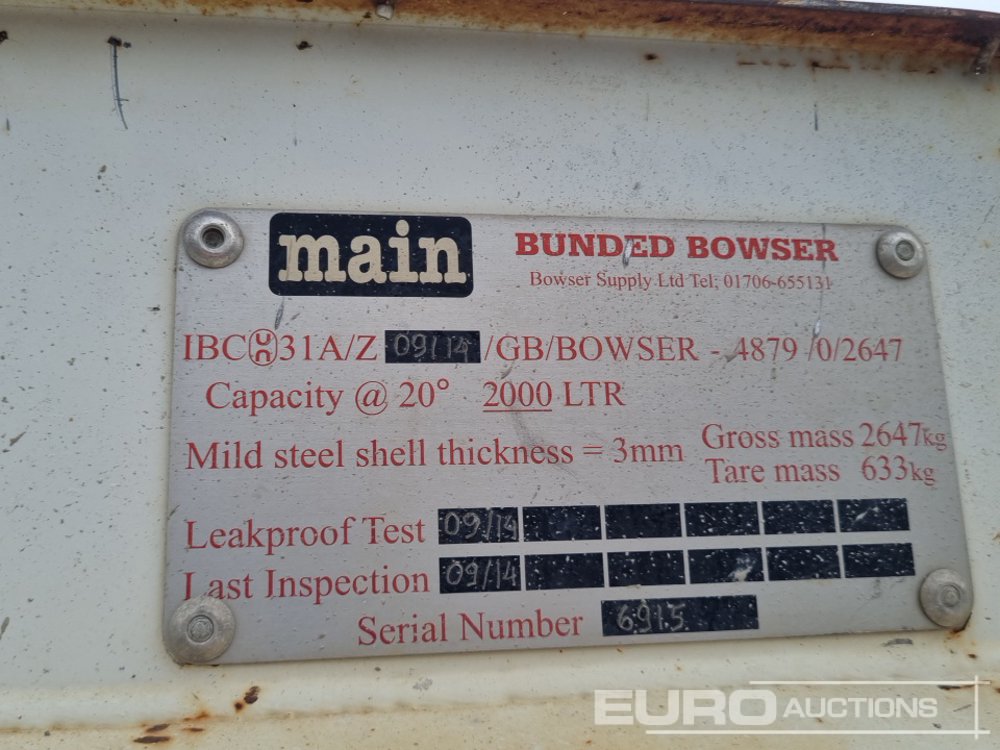 main
BUNDED BOWSER
Bowser Supply Ltd Tel; 01706-655131
IBC 31A/Z 09/14 /GB/BOWSER - 4879 /0/2647
Capacity @ 20° 2000 LTR
Mild steel shell thickness = 3mm
Gross mass 2647kg
Tare mass 633kg
Leakproof Test 09/14
Last Inspection 09/14
Serial Number 6915
EURO AUCTIONS